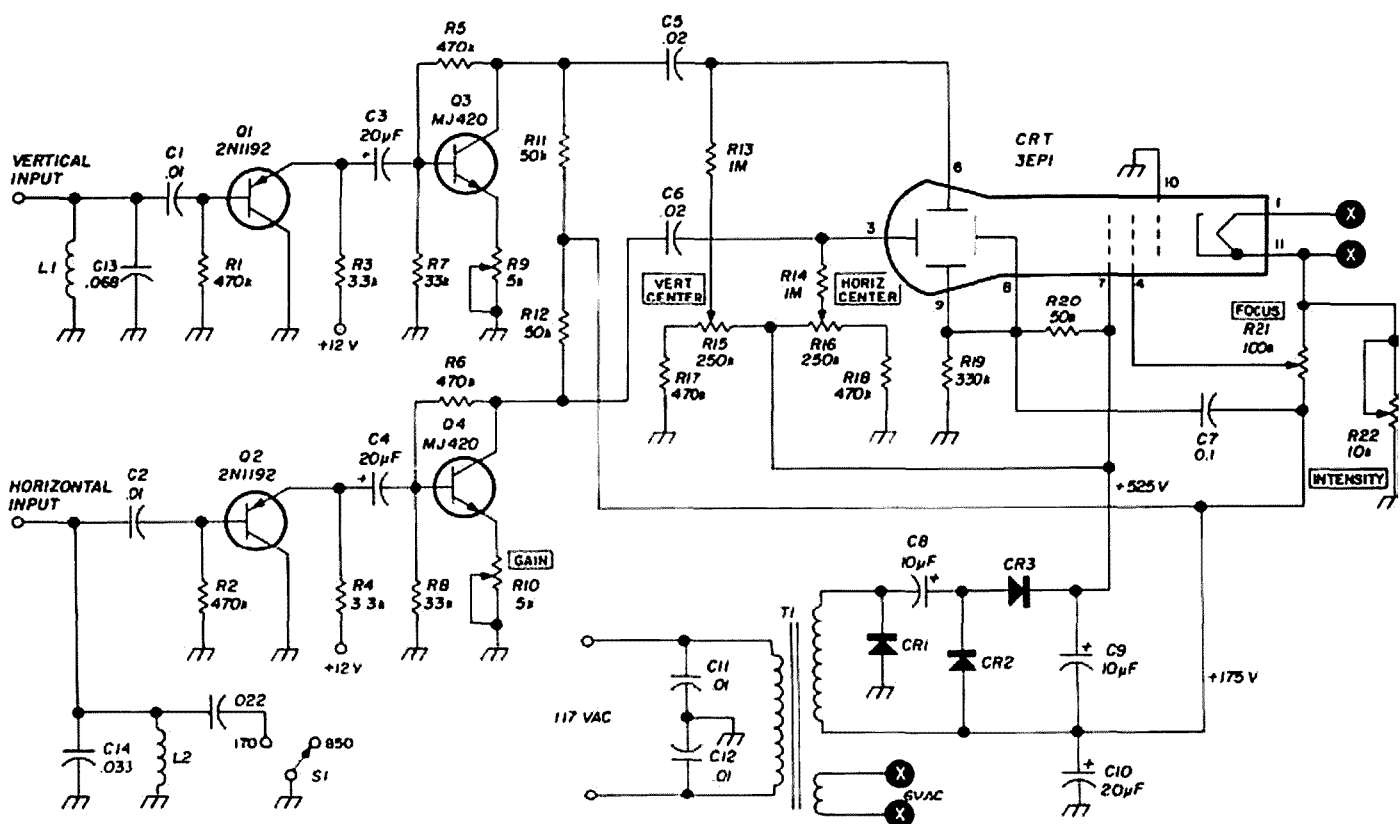 R5
470k
C5
.02
Q3
MJ420
C3
20µF
+
Q1
2N1192
C1
.01
VERTICAL
INPUT
R11
50k
R13
1M
CRT
3EP1
6
10
1
X
C6
.02
3
11
X
L1
C13
.068
R1
470k
R3
3.3k
R7
33k
R9
5k
R14
1M
VERT
CENTER
HORIZ
CENTER
9
8
7
4
R20
50k
FOCUS
R21
100k
R12
50k
+12 V
R15
250k
R16
250k
R6
470k
R17
470k
R18
470k
R19
330k
Q4
MJ420
C4
20µF
+
C7
0.1
R22
10k
INTENSITY
Q2
2N1192
C2
.01
HORIZONTAL
INPUT
+525 V
GAIN
C8
10µF
+
CR3
R2
470k
R4
3.3k
R8
33k
R10
5k
T1
CR1
CR2
+
C9
10µF
+12V
C11
.01
+175 V
117 VAC
.022
170
850
C14
.033
L2
S1
C12
.01
X
6VAC
X
+
C10
20µF